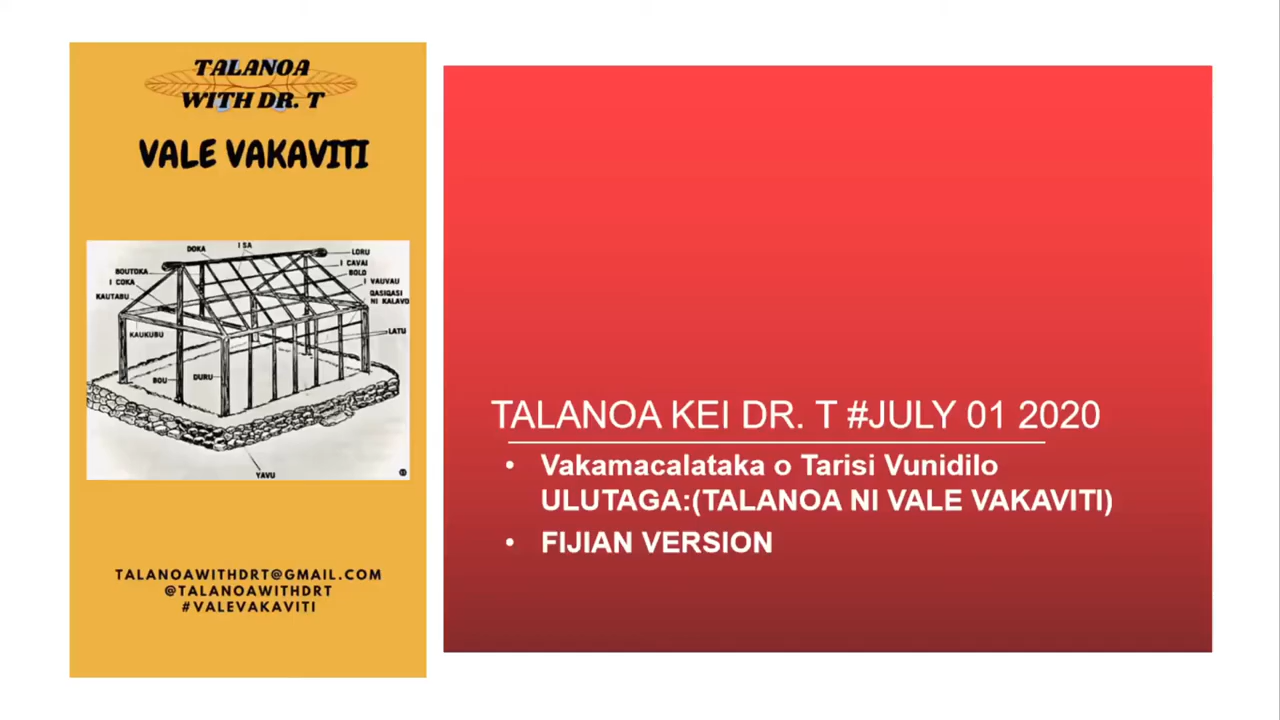 TALANOA
WITH DR. T
VALE VAKAVITI
DOKA
I SA
LORU
I CAVAI
BOUTOKA
BOLO
I COKA
I VAUVAU
KAUTABU
QASIQASI
NI KALAVO
KAUKUBU
LATU
BOU
DURU
YAVU
TALANOAWITHDRT@GMAIL.COM
@TALANOAWITHDRT
#VALEVAKAVITI
TALANOA KEI DR. T #JULY 01 2020
• Vakamacalataka o Tarisi Vunidilo
ULUTAGA:(TALANOA NI VALE VAKAVITI)
• FIJIAN VERSION